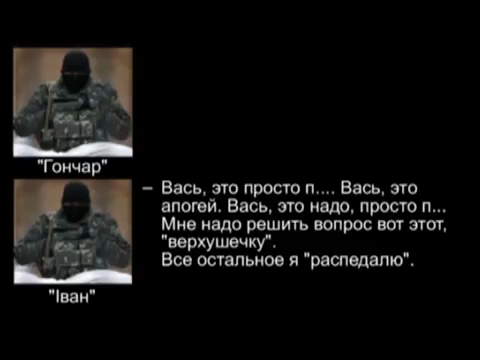 "Гончар"
– Вась, это просто п.... Вась, это
апогей. Вась, это надо, просто п...
Мне надо решить вопрос вот этот,
"верхушечку".
Все остальное я "распедалю".
"Іван"